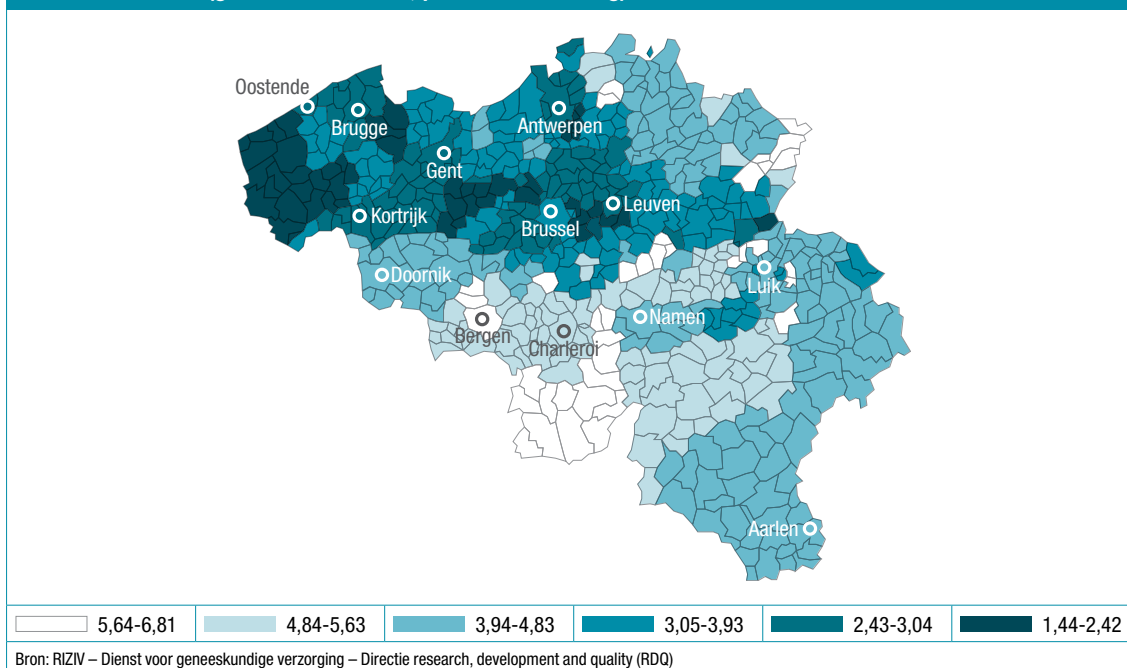 Oostende
Brugge
Antwerpen
Gent
Kortrijk
Leuven
Brussel
Doornik
Luik
Namen
Bergen
Charleroi
Aarlen
5,64-6,81 4,84-5,63 3,94-4,83 3,05-3,93 2,43-3,04 1,44-2,42
Bron: RIZIV – Dienst voor geneeskundige verzorging – Directie research, development and quality (RDQ)